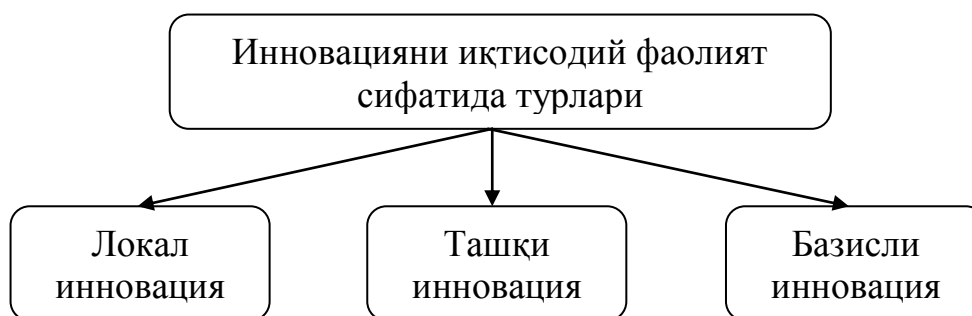 Инновацияни иқтисодий фаолият
сифатида турлари
Локал
инновация
Ташқи
инновация
Базисли
инновация